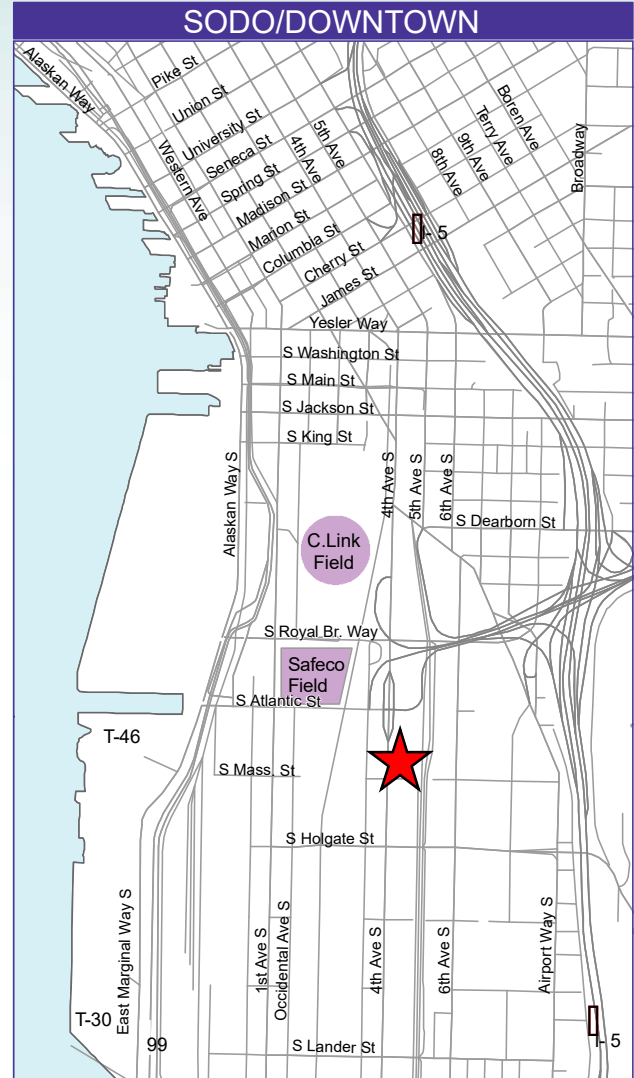 SODO/DOWNTOWN
Alaskan Way
Pike St
Union St
University St
Seneca St
Spring St
Madison St
Marion St
Columbia St
Cherry St
James St
Western Ave
4th Ave
5th Ave
8th Ave
9th Ave
Terry Ave
Boren Ave
Broadway
I- 5
Yesler Way
S Washington St
S Main St
S Jackson St
S King St
Alaskan Way S
4th Ave S
5th Ave S
6th Ave S
S Dearborn St
C.Link
Field
S Royal Br. Way
Safeco
Field
S Atlantic St
T-46
S Mass. St
S Holgate St
East Marginal Way S
1st Ave S
Occidental Ave S
4th Ave S
6th Ave S
Airport Way S
T-30
99
S Lander St
I- 5